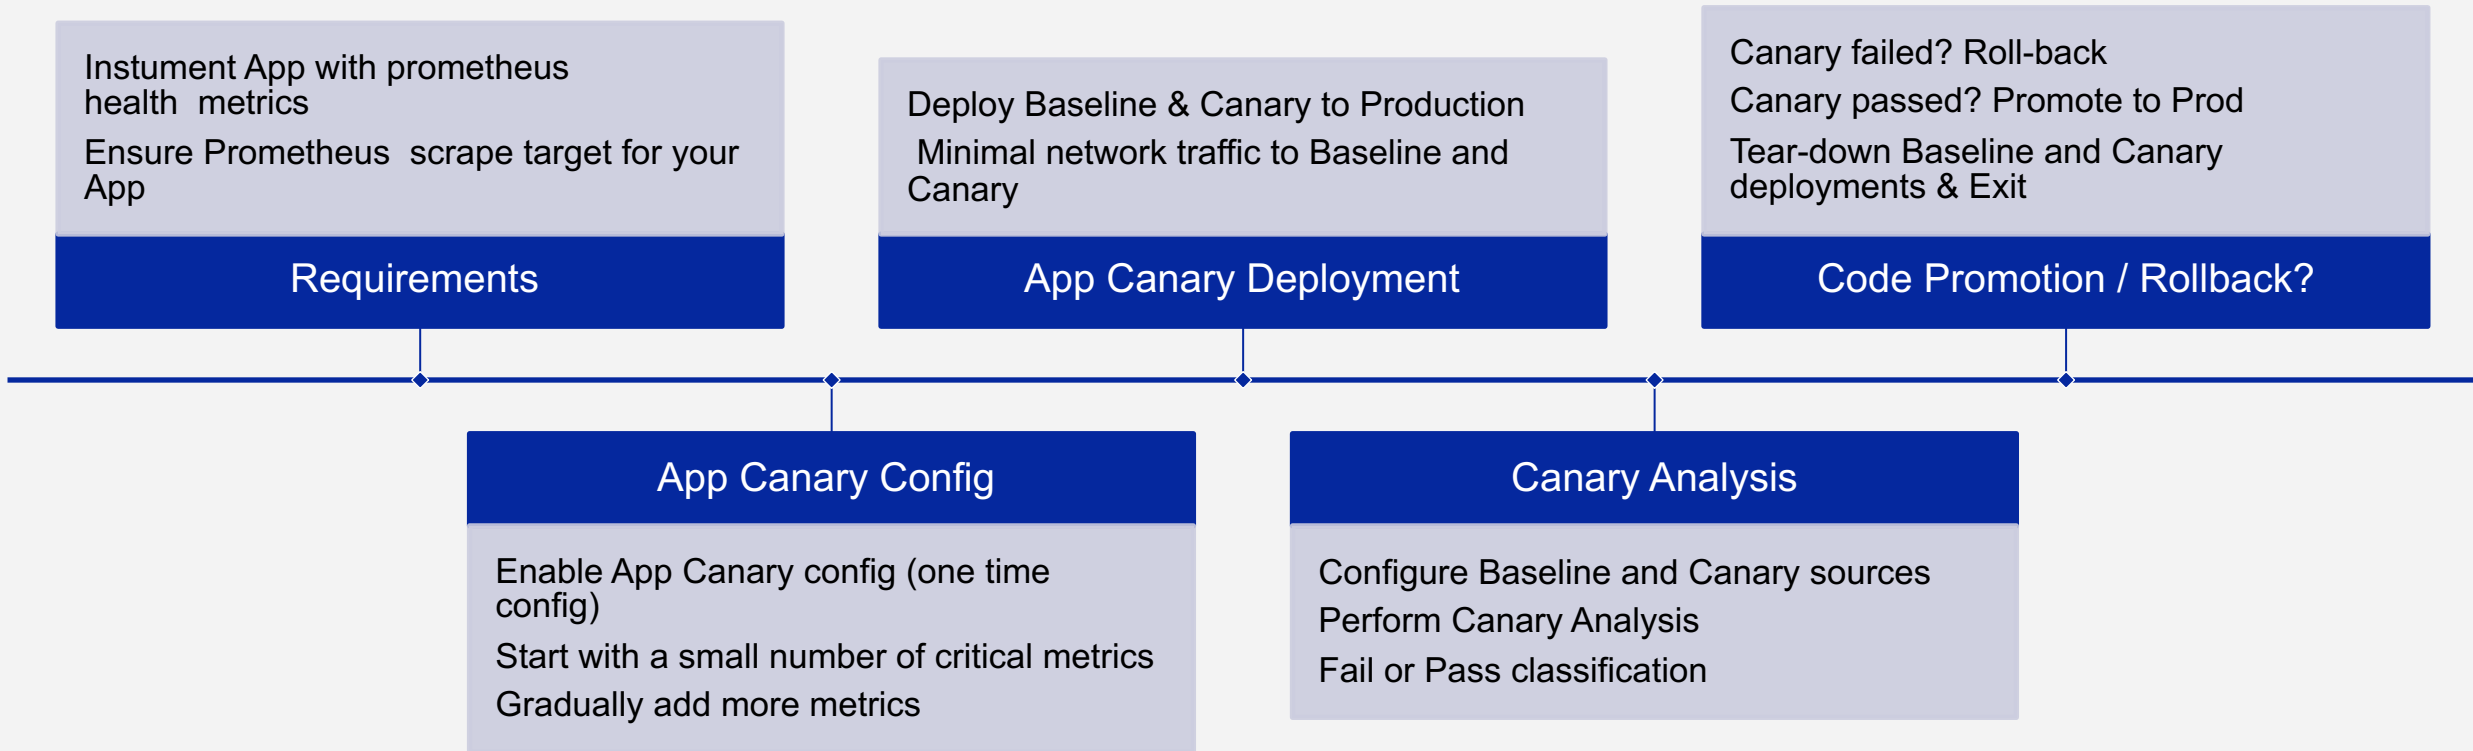 Instument App with prometheus
health  metrics
Ensure Prometheus  scrape target for your
App
Requirements
App Canary Config
Enable App Canary config (one time
config)
Start with a small number of critical metrics
Gradually add more metrics
Deploy Baseline & Canary to Production
Minimal network traffic to Baseline and
Canary
App Canary Deployment
Canary Analysis
Configure Baseline and Canary sources
Perform Canary Analysis
Fail or Pass classification
Canary failed? Roll-back
Canary passed? Promote to Prod
Tear-down Baseline and Canary
deployments & Exit
Code Promotion / Rollback?